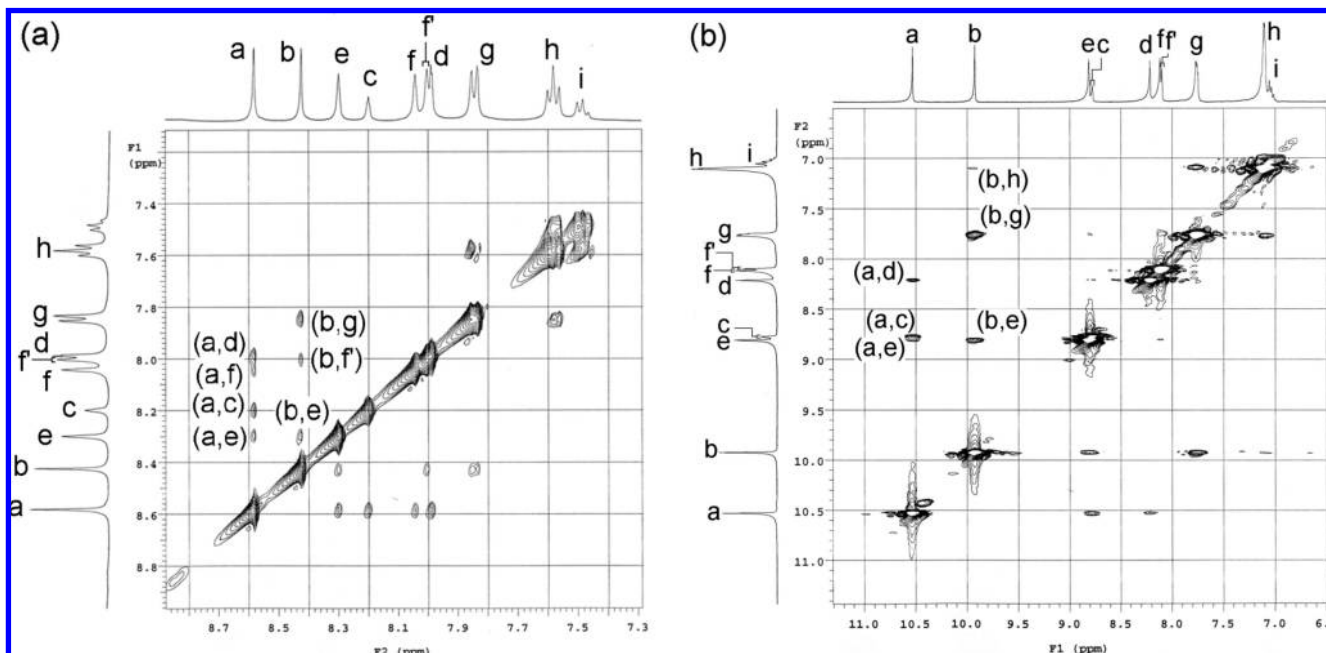 (a)
a b e c f f' d g h i
F1
(ppm)
7.4
7.6
7.8
8.0
8.2
8.4
8.6
8.8
h
g
d
f'
f
c
e
b
a
(b,g)
(a,d) (b,f')
(a,f)
(a,c) (b,e)
(a,e)
8.7 8.5 8.3 8.1 7.9 7.7 7.5 7.3
F2 (ppm)
(b)
a b e c d f f' g h i
F2
(ppm)
7.0
7.5
8.0
8.5
9.0
9.5
10.0
10.5
11.0
h i
g
f'
f
d
c
e
b
a
(b,h)
(b,g)
(a,d)
(a,c) (b,e)
(a,e)
11.0 10.5 10.0 9.5 9.0 8.5 8.0 7.5 7.0 6.
F1 (ppm)